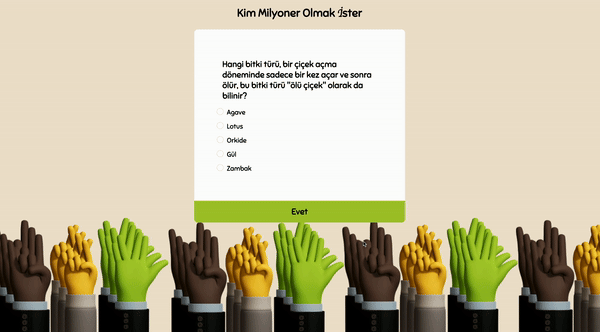 Kim Milyoner Olmak İster
Hangi bitki türü, bir çiçek açma
döneminde sadece bir kez açar ve sonra
ölür, bu bitki türü "ölü çiçek" olarak da
bilinir?
Agave
Lotus
Orkide
Gül
Zambak
Evet